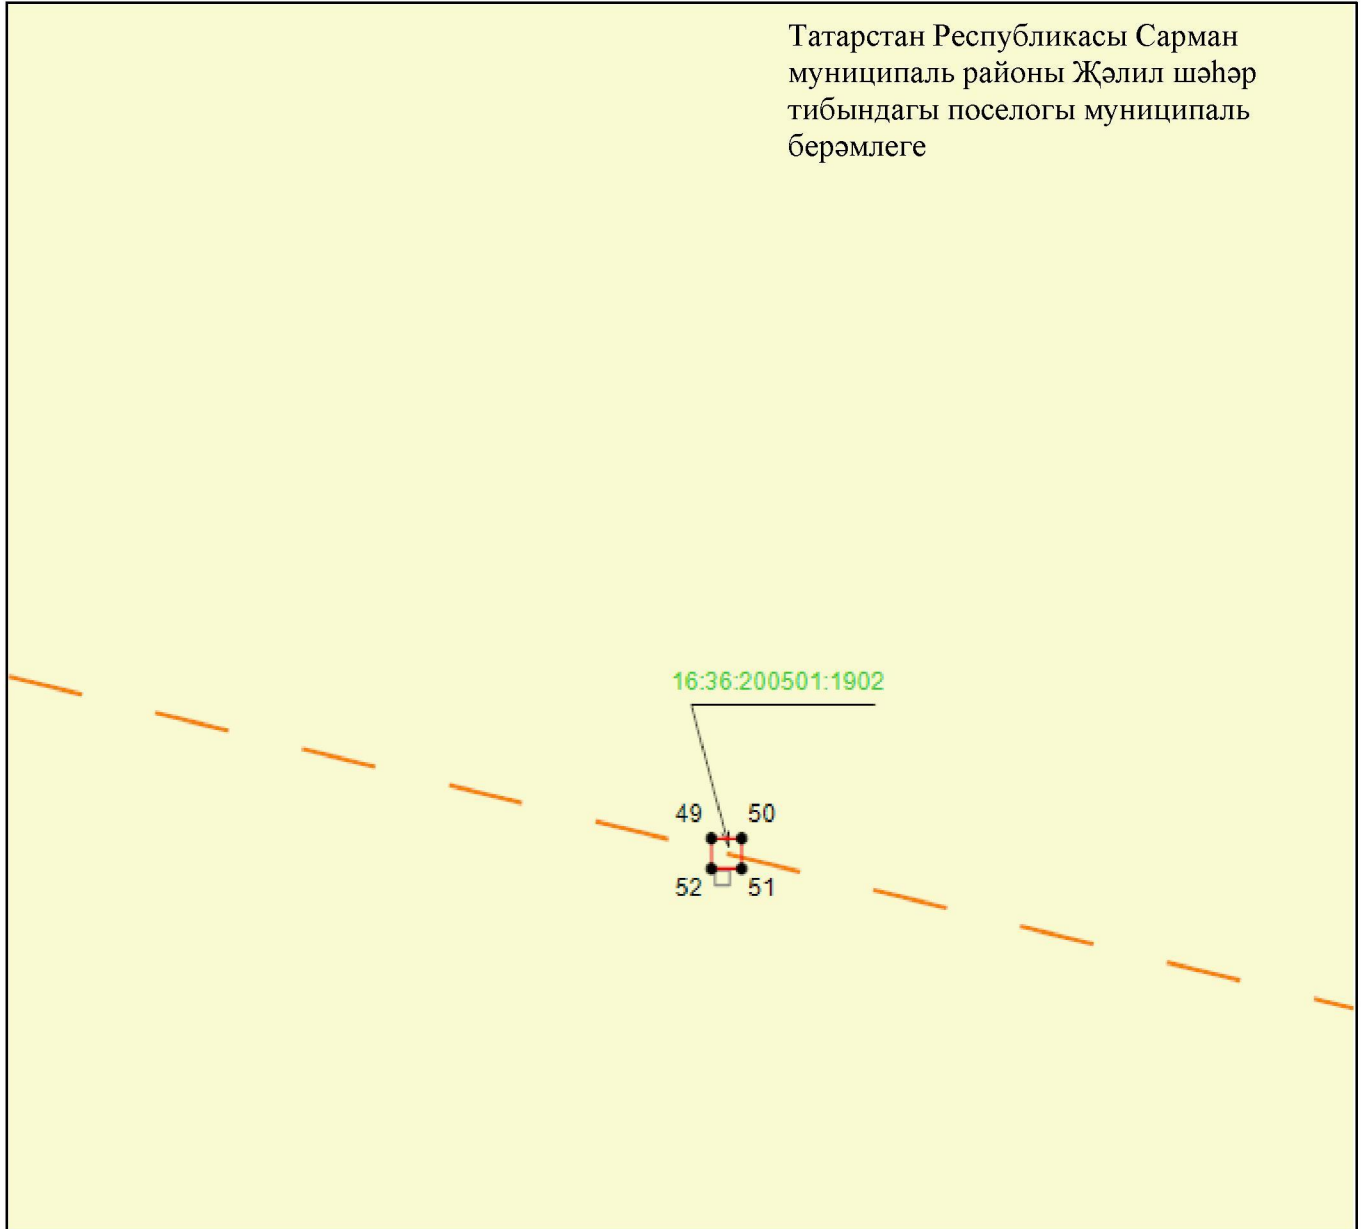 Татарстан Республикасы Сарман
муниципаль районы Җәлил шәһәр
тибындагы поселогы муниципаль
берәмлеге
16:36:200501:1902
49 50
52 51